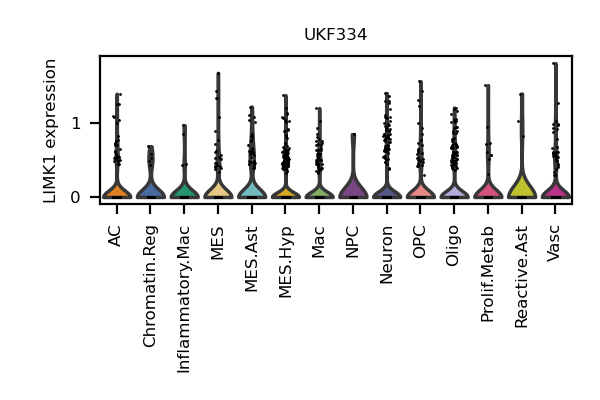 UKF334
LIMK1 expression
1
0
AC
Chromatin.Reg
Inflammatory.Mac
MES
MES.Ast
MES.Hyp
Mac
NPC
Neuron
OPC
Oligo
Prolif.Metab
Reactive.Ast
Vasc